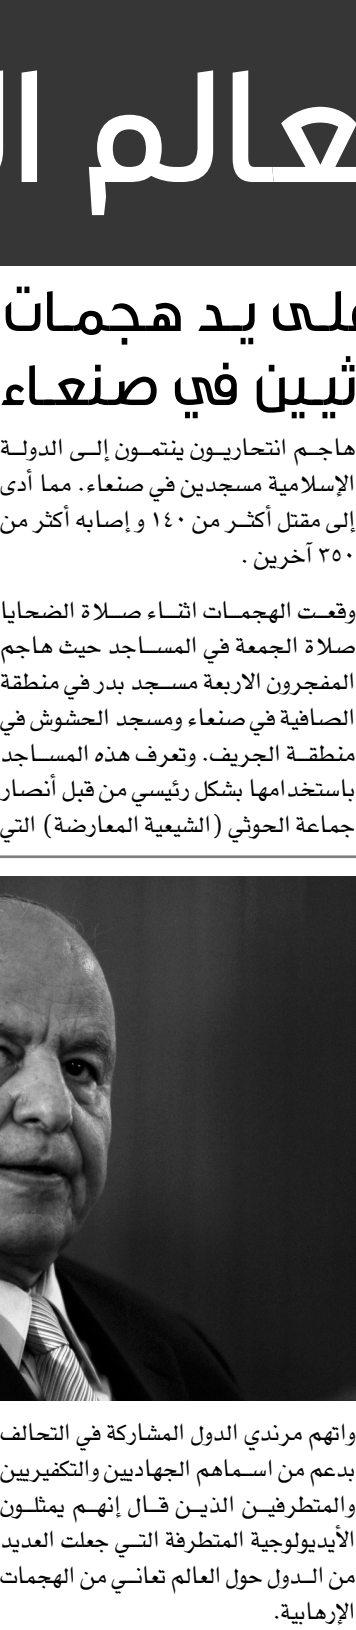 عالم ال
على يد هجمات
ثيين في صنعاء
هاجم انتحاريون ينتمون إلى الدولة
الإسلامية مسجدين في صنعاء. مما أدى
إلى مقتل أكثر من ١٤٠ و إصابه أكثر من
٣٥٠ آخرين .
وقعت الهجمات اثناء صلاة الضحايا
صلاة الجمعة في المساجد حيث هاجم
المفجرون الاربعة مسجد بدر في منطقة
الصافية في صنعاء ومسجد الحشوش في
منطقة الجريف. وتعرف هذه المساجد
باستخدامها بشكل رئيسي من قبل أنصار
جماعة الحوثي (الشيعية المعارضة) التي
واتهم مرندي الدول المشاركة في التحالف
بدعم من اسماهم الجهاديين والتكفيريين
والمتطرفين الذين قال إنهم يمثلون
الأيديولوجية المتطرفة التي جعلت العديد
من الدول حول العالم تعاني من الهجمات
الإرهابية.